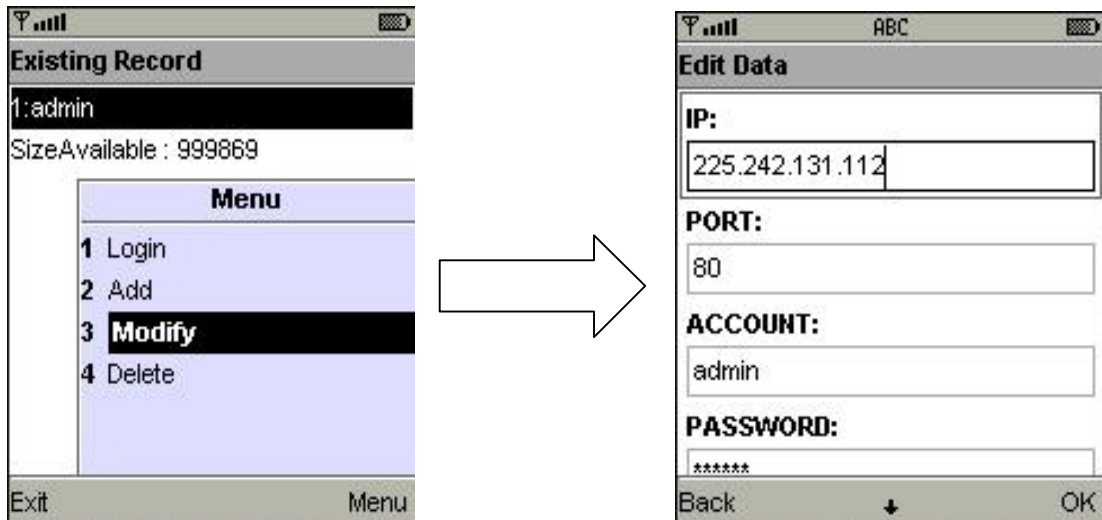 Existing Record
1:admin
SizeAvailable : 999869
Menu
1 Login
2 Add
3 Modify
4 Delete
Exit Menu
ABC
Edit Data
IP:
225.242.131.112
PORT:
80
ACCOUNT:
admin
PASSWORD:
******
Back OK